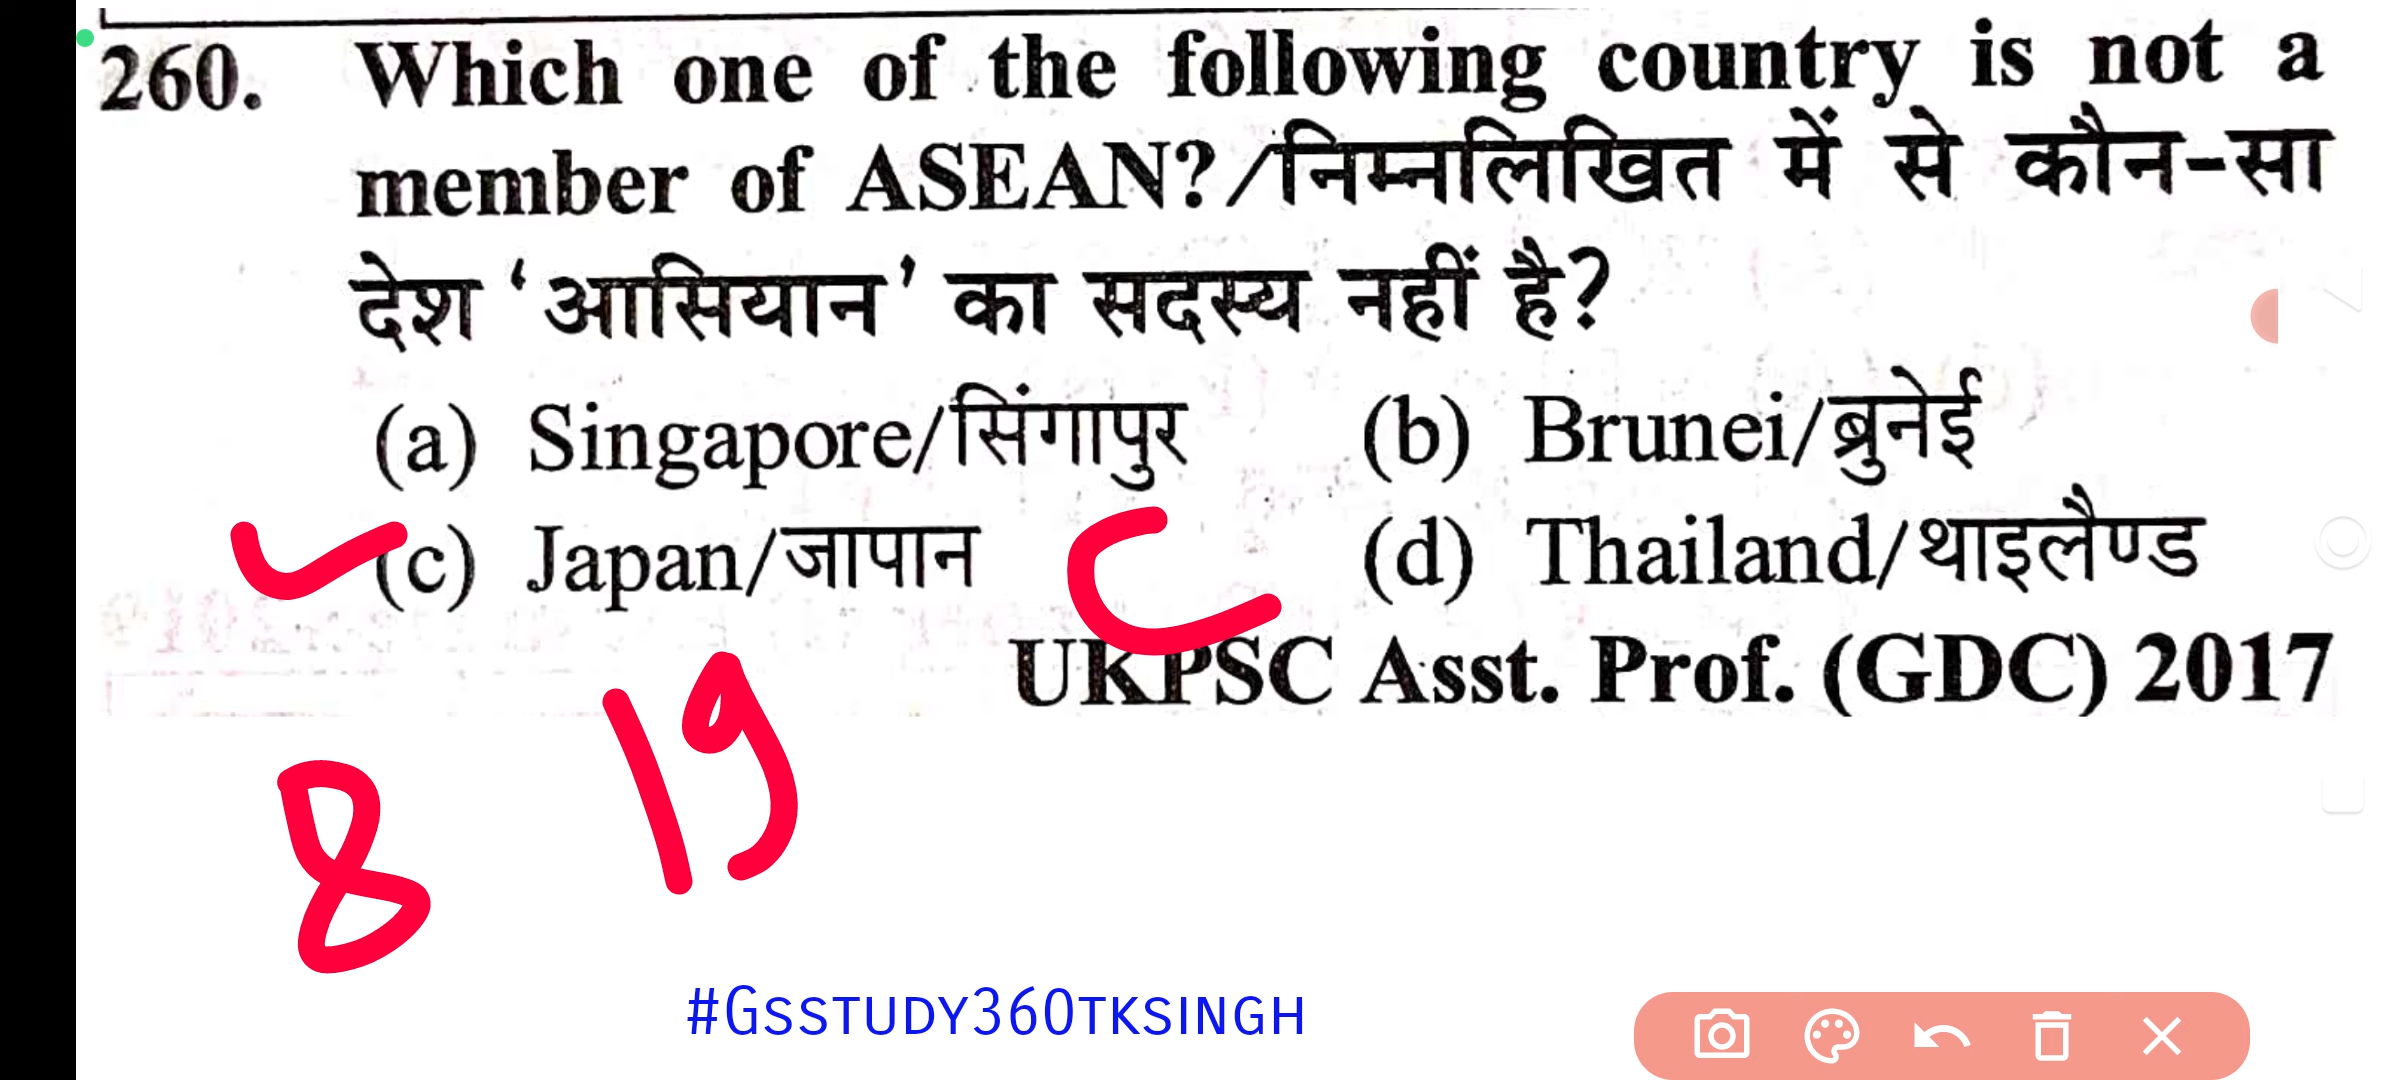 260. Which one of the following country is not a
member of ASEAN?/निम्नलिखित में से कौन-सा
देश ‘आसियान’ का सदस्य नहीं है?
(a) Singapore/सिंगापुर (b) Brunei/ब्रुनेई
(c) Japan/जापान (d) Thailand/थाइलैण्ड
C
UKPSC Asst. Prof. (GDC) 2017
8 19
#GSSTUDY360TKSINGH